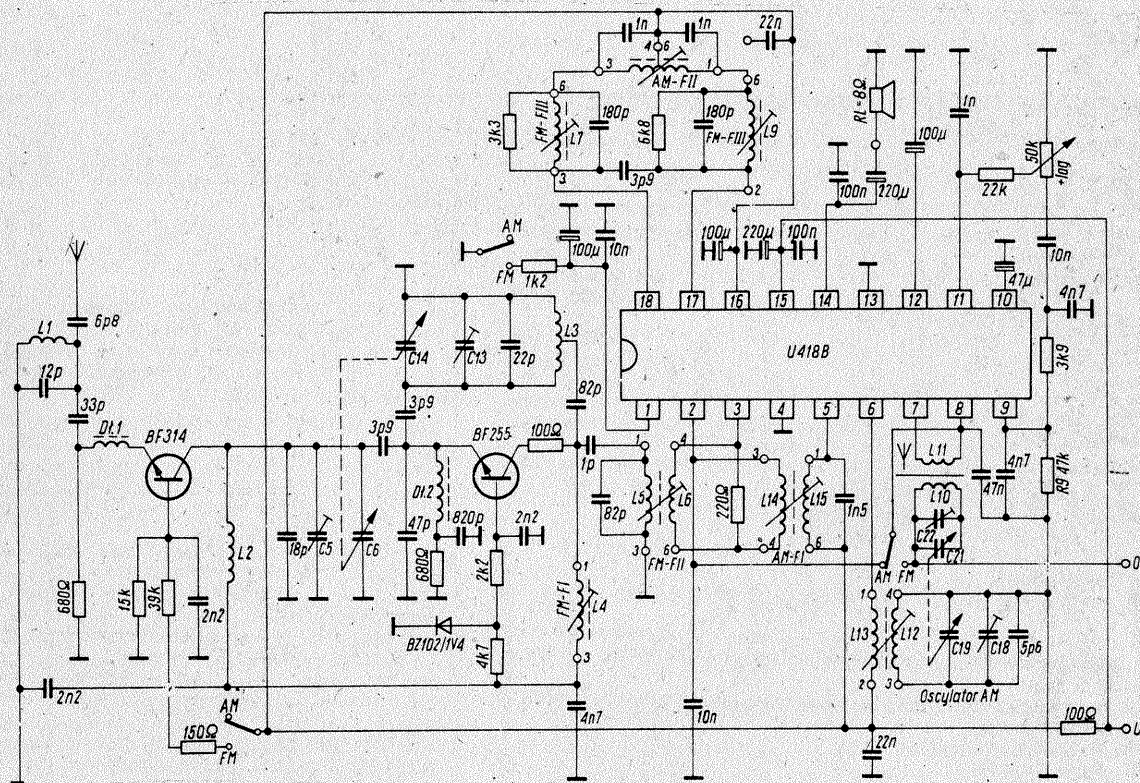 1n
1n
22n
4 6
3
1
AM-FII
6
6
3k3
FM-FIII
L7
180p
6k8
180p
FM-FIII
L9
3
3p9
2
RL=8Ω
100µ
1n
50k
+log
22k
100n
220µ
AM
FM
1k2
100µ
10n
100µ
220µ
100n
47µ
10n
4n7
18
17
16
15
14
13
12
11
10
U418B
1
2
3
4
5
6
7
8
9
3k9
L1
6p8
12p
33p
Dł.1
BF314
C14
C13
22p
L3
3p9
82p
3p9
BF255
100Ω
1p
1
4
82p
L5
L6
3
6
FM-FII
220Ω
3
1
L14
L15
4
6
AM-FI
1n5
L11
L10
47n
4n7
R9 47k
C22
C21
AM
FM
0
680Ω
15k
39k
2n2
L2
18p
C5
C6
47p
Dł.2
820p
680Ω
2n2
2k2
BZ102/1V4
4k7
1
FM-FI
L4
3
1
4
L13
L12
2
3
C19
C18
5p6
Oscylator AM
2n2
AM
150Ω
FM
4n7
10n
22n
100Ω
U